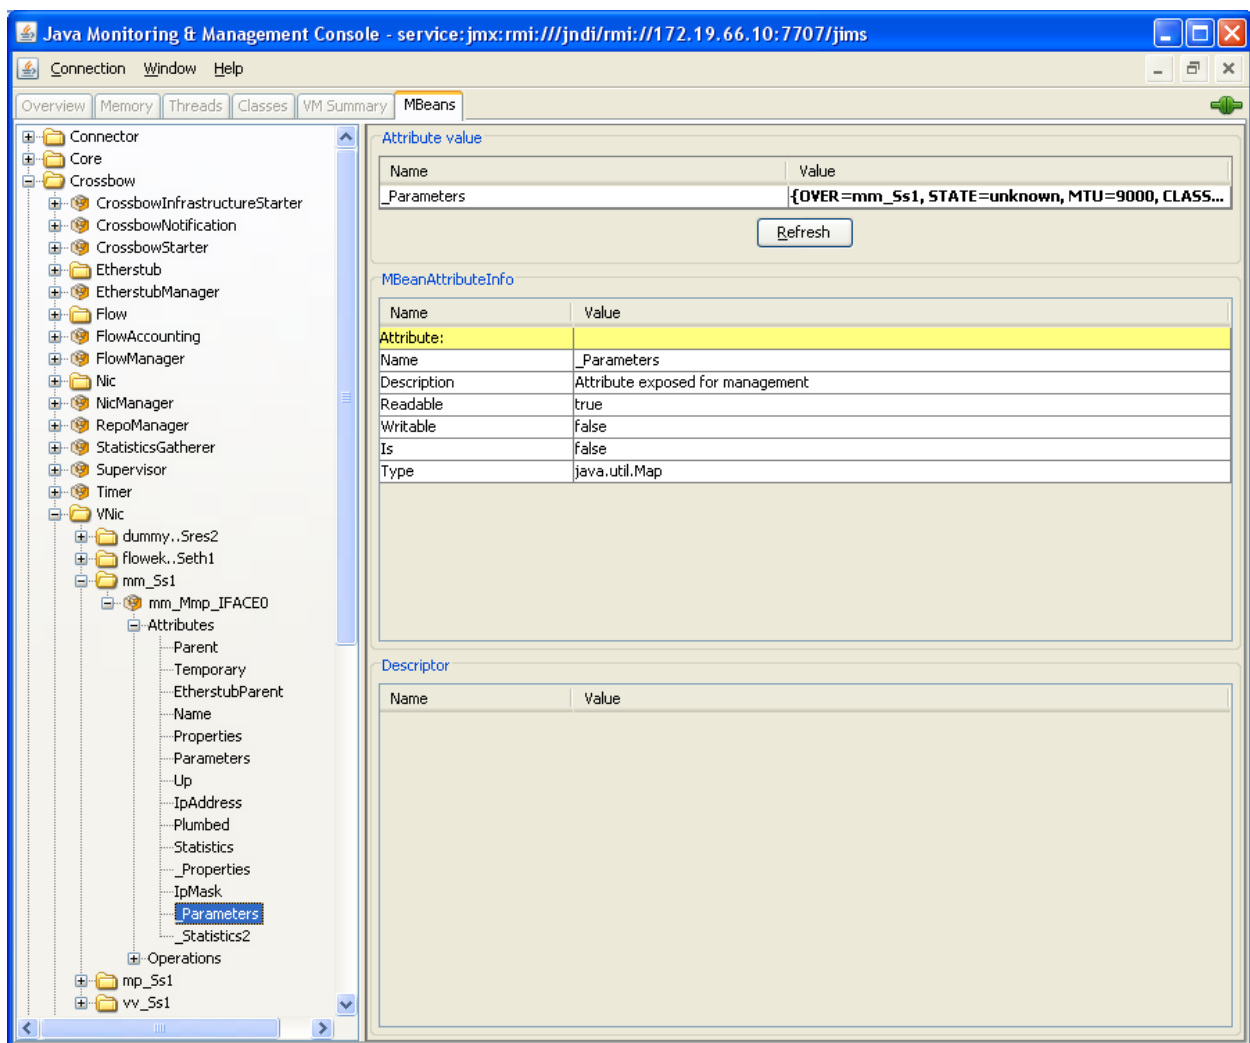 Java Monitoring & Management Console - service:jmx:rmi:///jndi/rmi://172.19.66.10:7707/jims
Connection Window Help
Overview Memory Threads Classes VM Summary MBeans
Connector
Core
Crossbow
CrossbowInfrastructureStarter
CrossbowNotification
CrossbowStarter
Etherstub
EtherstubManager
Flow
FlowAccounting
FlowManager
Nic
NicManager
RepoManager
StatisticsGatherer
Supervisor
Timer
VNic
dummy..Sres2
flowek..Seth1
mm_Ss1
mm_Mmp_IFACE0
Attributes
Parent
Temporary
EtherstubParent
Name
Properties
Parameters
Up
IpAddress
Plumbed
Statistics
_Properties
IpMask
_Parameters
_Statistics2
Operations
mp_Ss1
vv_Ss1
Attribute value
Name Value
_Parameters {OVER=mm_Ss1, STATE=unknown, MTU=9000, CLASS...
Refresh
MBeanAttributeInfo
Name Value
Attribute:
Name _Parameters
Description Attribute exposed for management
Readable true
Writable false
Is false
Type java.util.Map
Descriptor
Name Value